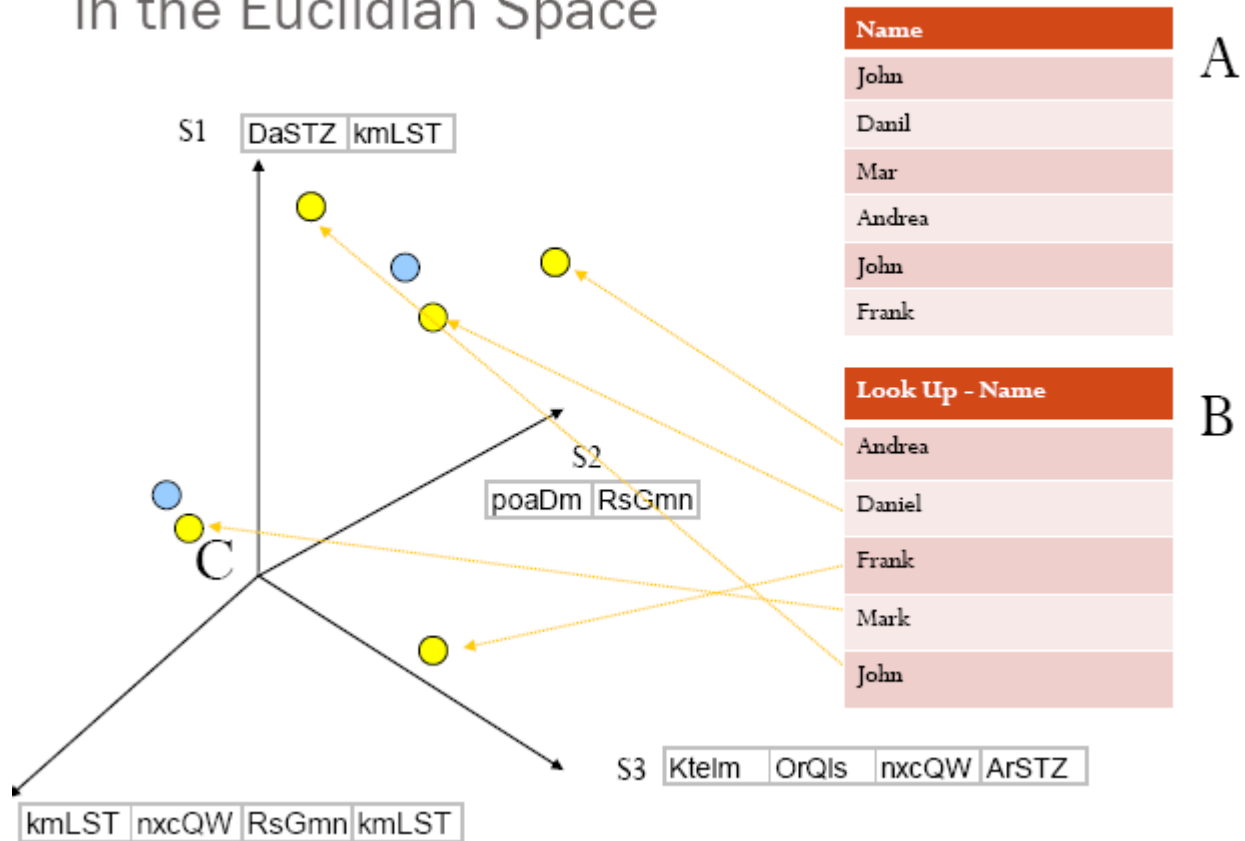 in the Euclidian Space
Name
A
John
Danil
Mar
Andrea
John
Frank
S1 DaSTZ kmLST
Look Up - Name
B
Andrea
Daniel
Frank
Mark
John
S2
poaDm RsGmn
C
S3 Ktelm OrQls nxcQW ArSTZ
kmLST nxcQW RsGmn kmLST